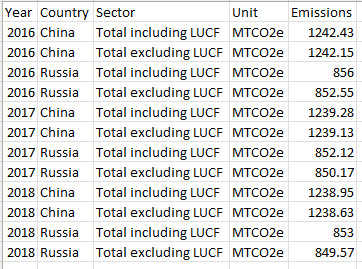 Year Country Sector Unit Emissions
2016 China Total including LUCF MTCO2e 1242.43
2016 China Total excluding LUCF MTCO2e 1242.15
2016 Russia Total including LUCF MTCO2e 856
2016 Russia Total excluding LUCF MTCO2e 852.55
2017 China Total including LUCF MTCO2e 1239.28
2017 China Total excluding LUCF MTCO2e 1239.13
2017 Russia Total including LUCF MTCO2e 852.12
2017 Russia Total excluding LUCF MTCO2e 850.17
2018 China Total including LUCF MTCO2e 1238.95
2018 China Total excluding LUCF MTCO2e 1238.63
2018 Russia Total including LUCF MTCO2e 853
2018 Russia Total excluding LUCF MTCO2e 849.57